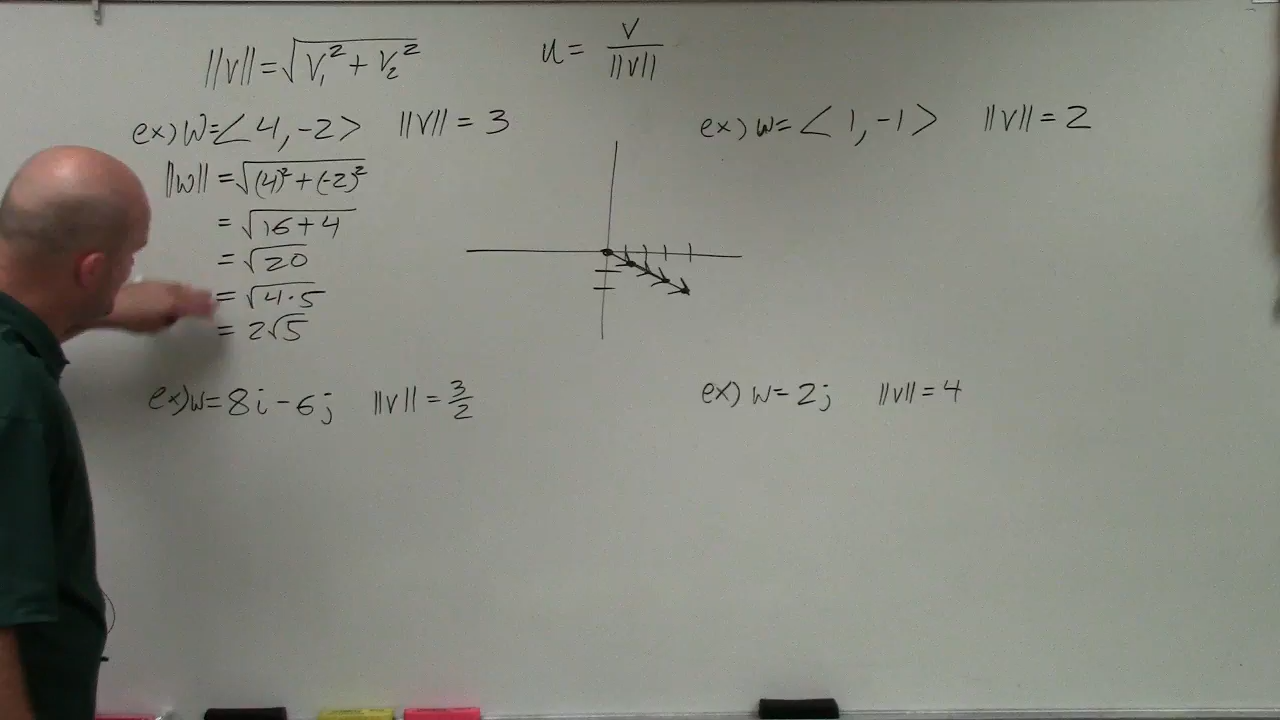 ||v|| = √(v₁² + v₂²)
u = v/||v||
ex) w = <4, -2> ||v|| = 3
||w|| = √((4)² + (-2)²)
= √(16 + 4)
= √20
= √(4·5)
= 2√5
ex) w = <1, -1> ||v|| = 2
ex) w = 8i - 6j ||v|| = 3/2
ex) w = 2j ||v|| = 4